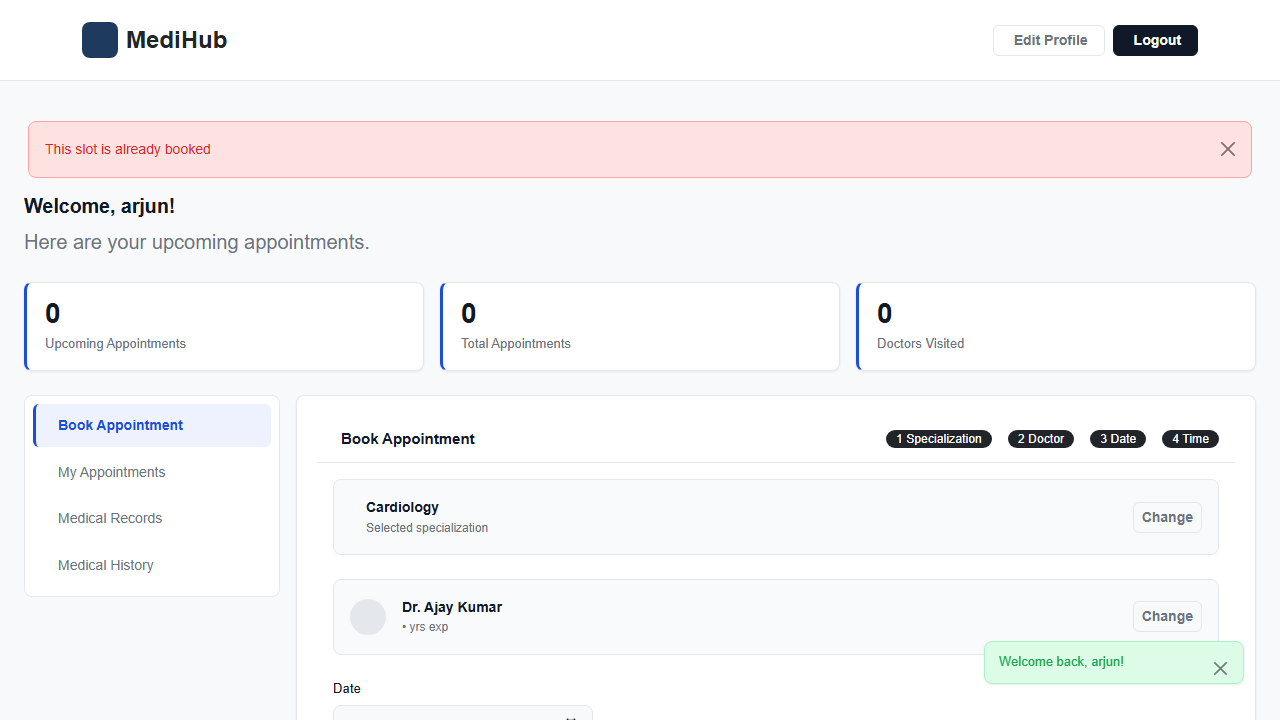 MediHub
Edit Profile
Logout
This slot is already booked
Welcome, arjun!
Here are your upcoming appointments.
0
Upcoming Appointments
0
Total Appointments
0
Doctors Visited
Book Appointment
My Appointments
Medical Records
Medical History
Book Appointment
1 Specialization
2 Doctor
3 Date
4 Time
Cardiology
Selected specialization
Change
Dr. Ajay Kumar
• yrs exp
Change
Welcome back, arjun!
Date